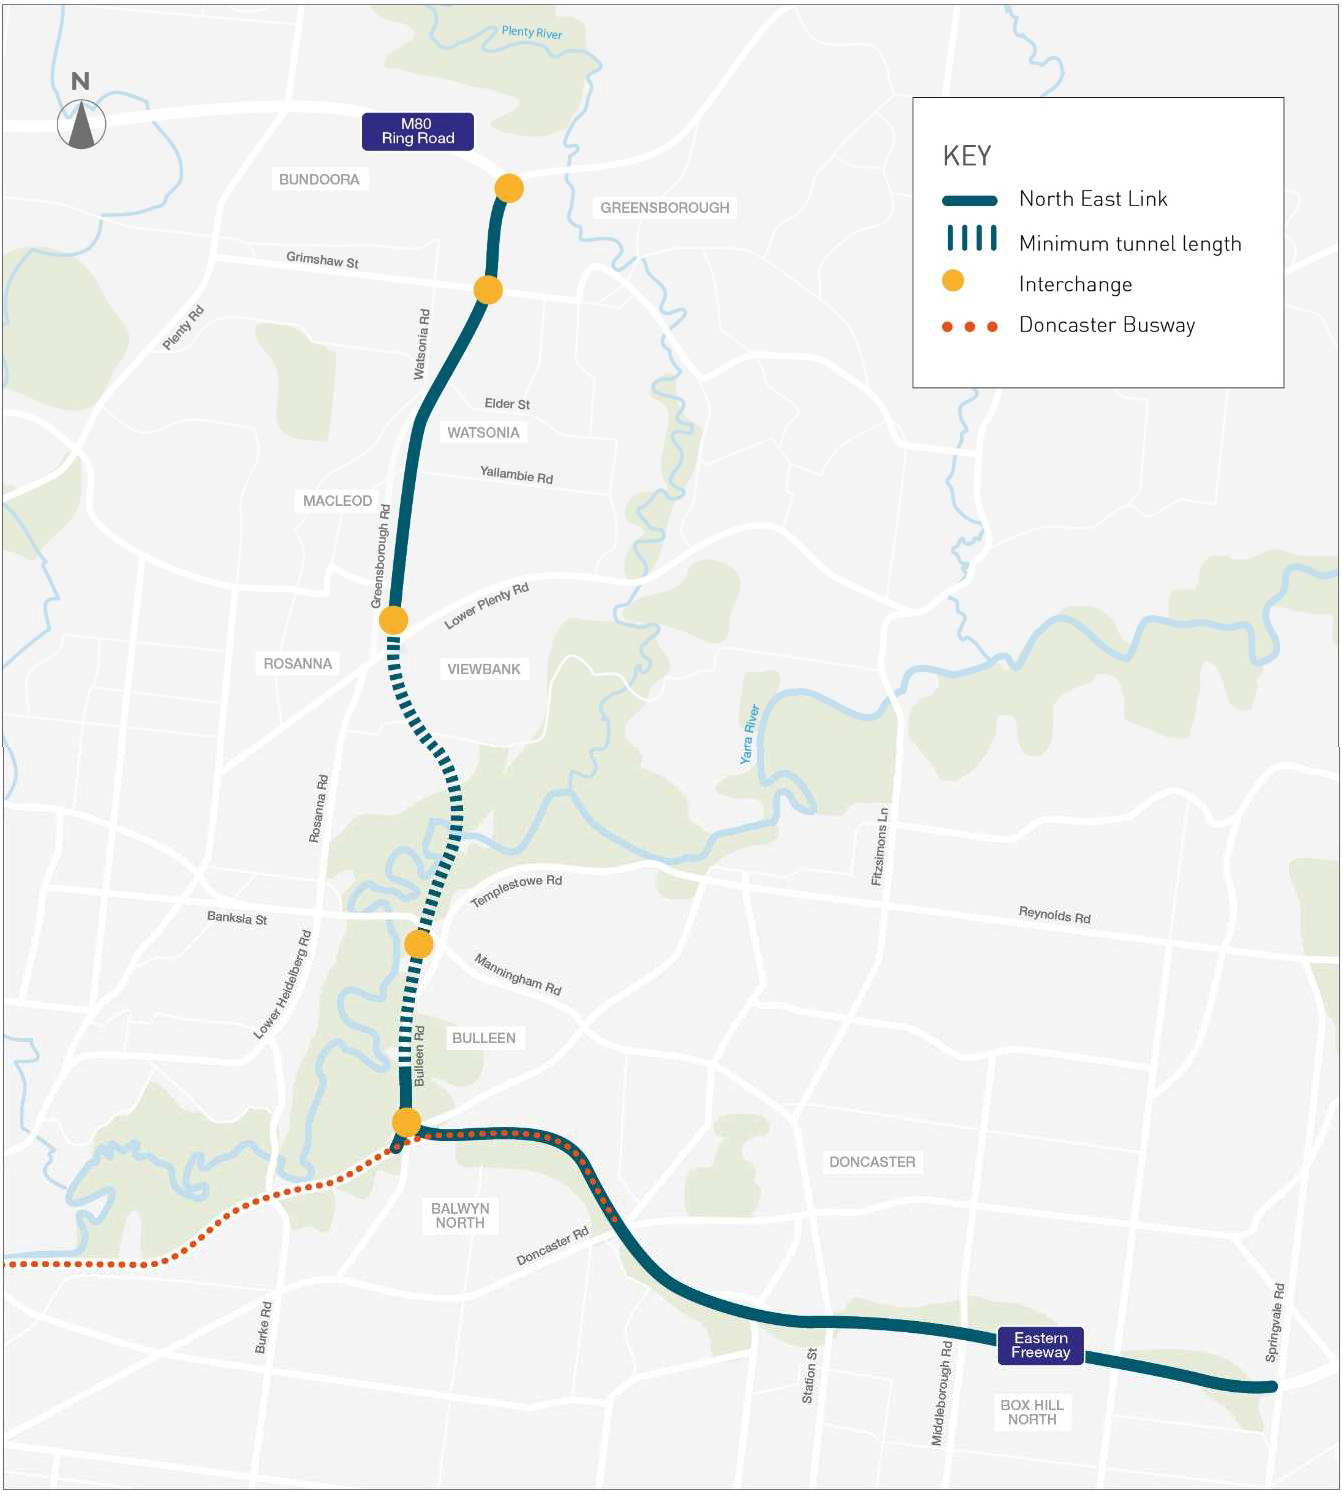 Plenty River
N
M80
Ring Road
KEY
North East Link
Minimum tunnel length
Interchange
Doncaster Busway
BUNDOORA
GREENSBOROUGH
Grimshaw St
Plenty Rd
Watsonia Rd
Elder St
WATSONIA
Yallambie Rd
MACLEOD
Greensborough Rd
Lower Plenty Rd
ROSANNA
VIEWBANK
Yarra River
Rosanna Rd
Fitzsimons Ln
Templestowe Rd
Banksia St
Reynolds Rd
Lower Heidelberg Rd
Manningham Rd
BULLEEN
Bulleen Rd
DONCASTER
BALWYN
NORTH
Doncaster Rd
Burke Rd
Springvale Rd
Eastern
Freeway
Station St
Middleborough Rd
BOX HILL
NORTH